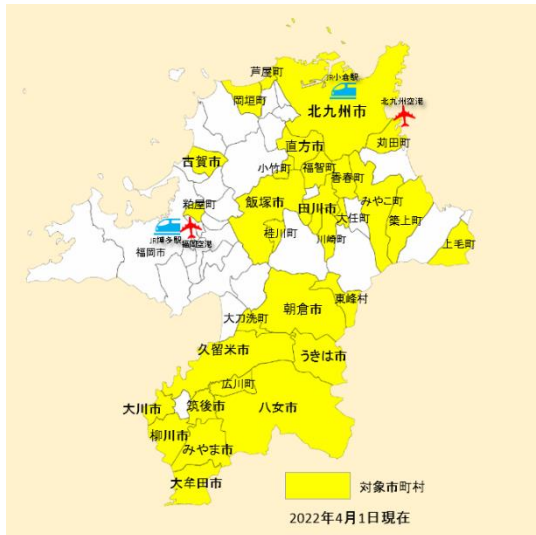 芦屋町
JR小倉駅
岡垣町
北九州空港
北九州市
苅田町
直方市
古賀市
小竹町
福智町
香春町
粕屋町
飯塚市
田川市
みやこ町
大任町
築上町
JR博多駅
福岡空港
桂川町
川崎町
上毛町
福岡市
東峰村
朝倉市
大刀洗町
久留米市
うきは市
広川町
大川市
筑後市
八女市
柳川市
みやま市
大牟田市
対象市町村
2022年4月1日現在